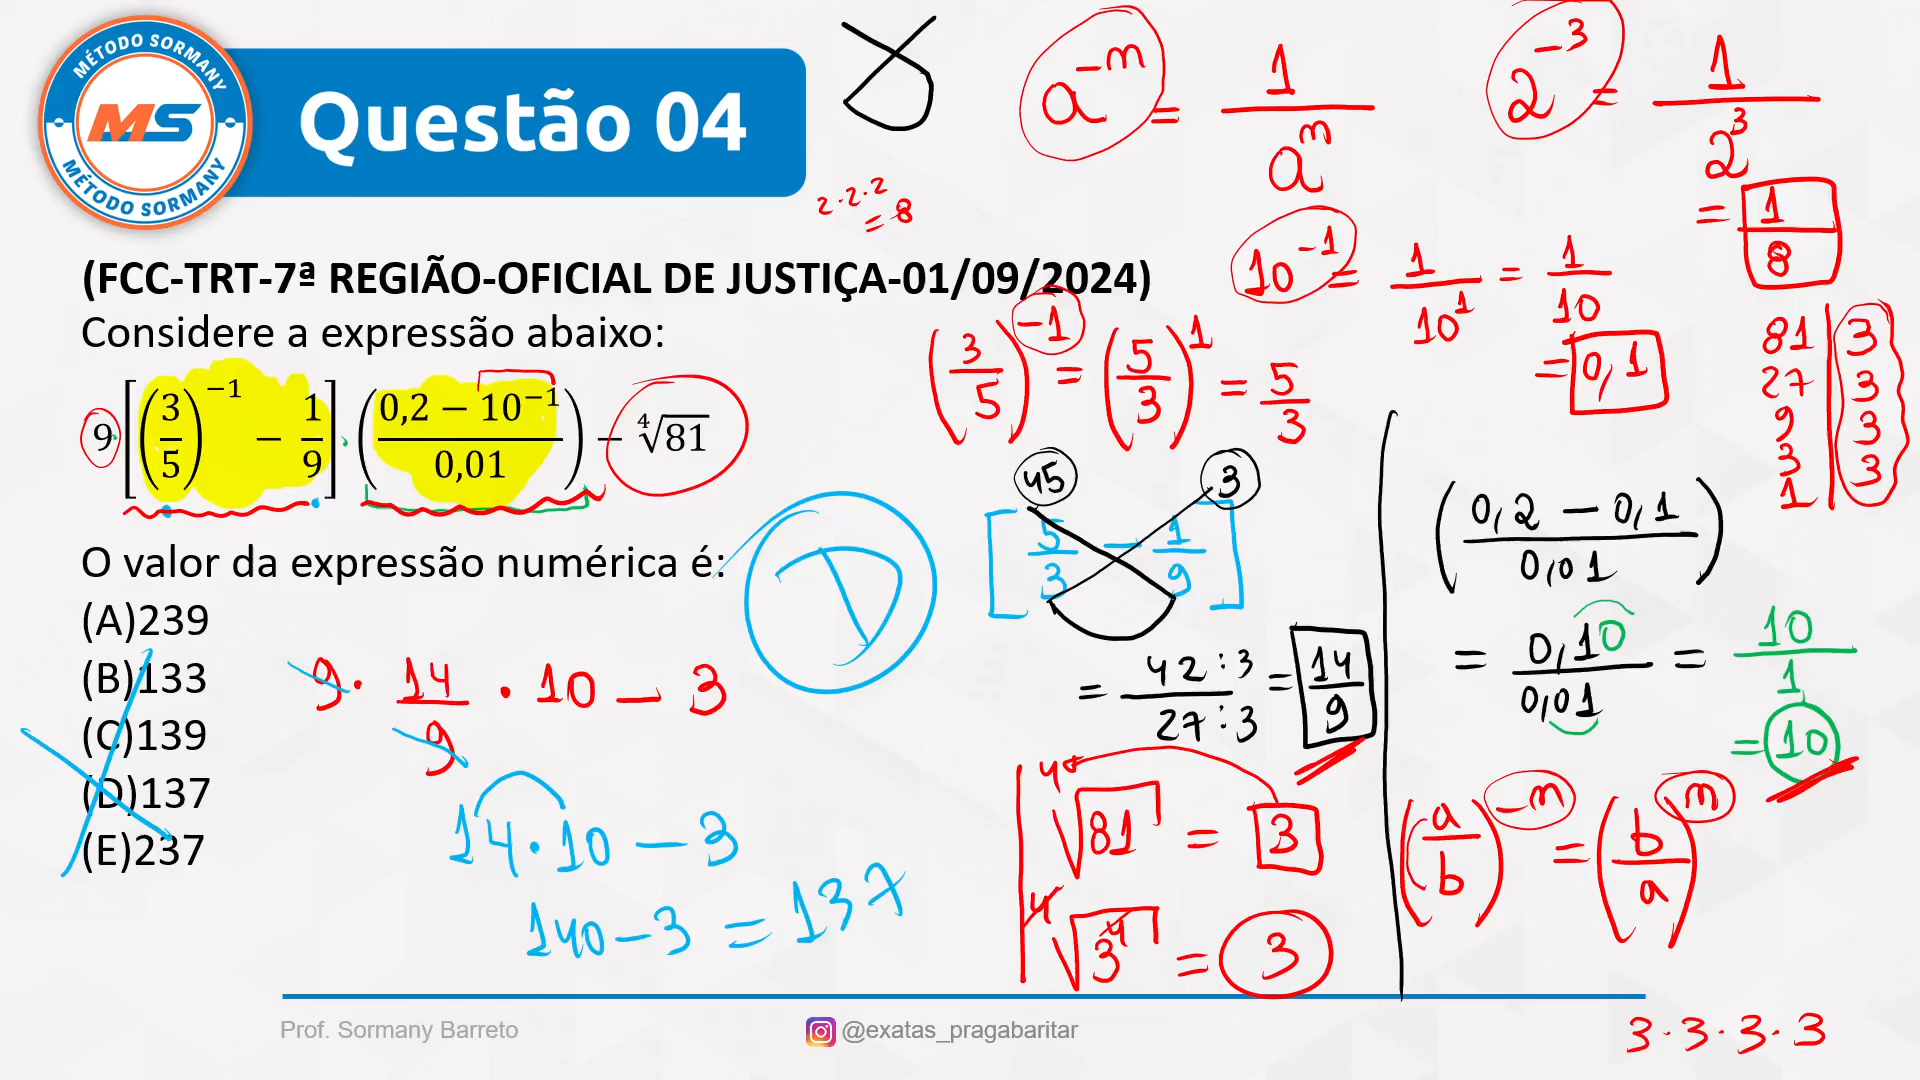 MÉTODO SORMANY
MS
MÉTODO SORMANY
Questão 04
a^{-m} = 1/a^m
2^{-3} = 1/2^3
= 1/8
2·2·2
= 8
10^{-1} = 1/10^1 = 1/10
= 0,1
(FCC-TRT-7ª REGIÃO-OFICIAL DE JUSTIÇA-01/09/2024)
Considere a expressão abaixo:
9[(3/5)^{-1} − 1/9] · ((0,2 − 10^{-1})/0,01) − ∜81
(3/5)^{-1} = (5/3)^1 = 5/3
81 | 3
27 | 3
9 | 3
3 | 3
1
45 3
[5/3 − 1/9]
= 42:3/27:3 = 14/9
((0,2 − 0,1)/0,01)
= 0,10/0,01 = 10/1
= 10
O valor da expressão numérica é:
(A)239
(B)133
(C)139
(D)137
(E)237
D
9 · 14/9 · 10 − 3
14·10 − 3
140 − 3 = 137
∜81 = 3
∜3^4 = 3
(a/b)^{-m} = (b/a)^m
3·3·3·3
Prof. Sormany Barreto
@exatas_pragabaritar